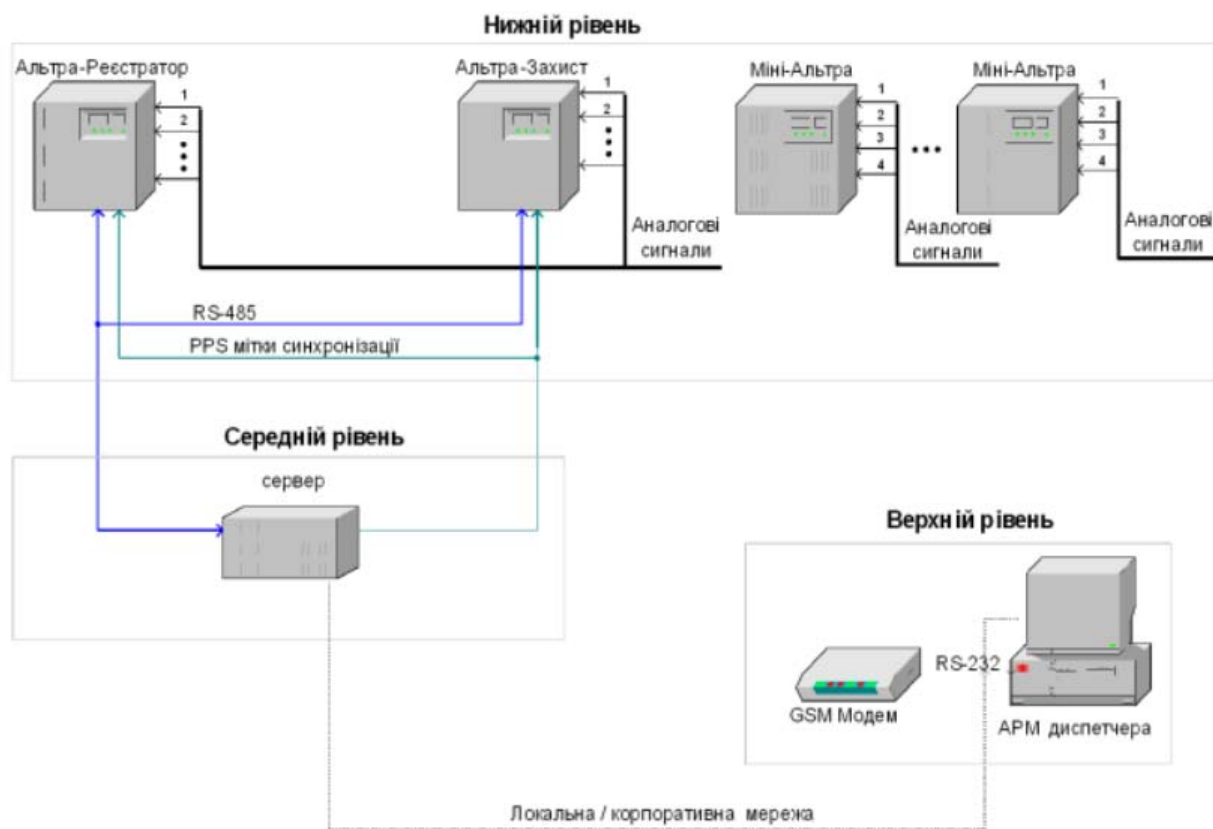 Нижній рівень
Альтра-Реєстратор
Альтра-Захист
Міні-Альтра
Міні-Альтра
1
2
1
2
1
2
3
4
1
2
3
4
Аналогові
сигнали
Аналогові
сигнали
Аналогові
сигнали
RS-485
PPS мітки синхронізації
Середній рівень
сервер
Верхній рівень
RS-232
GSM Модем
АРМ диспетчера
Локальна / корпоративна мережа